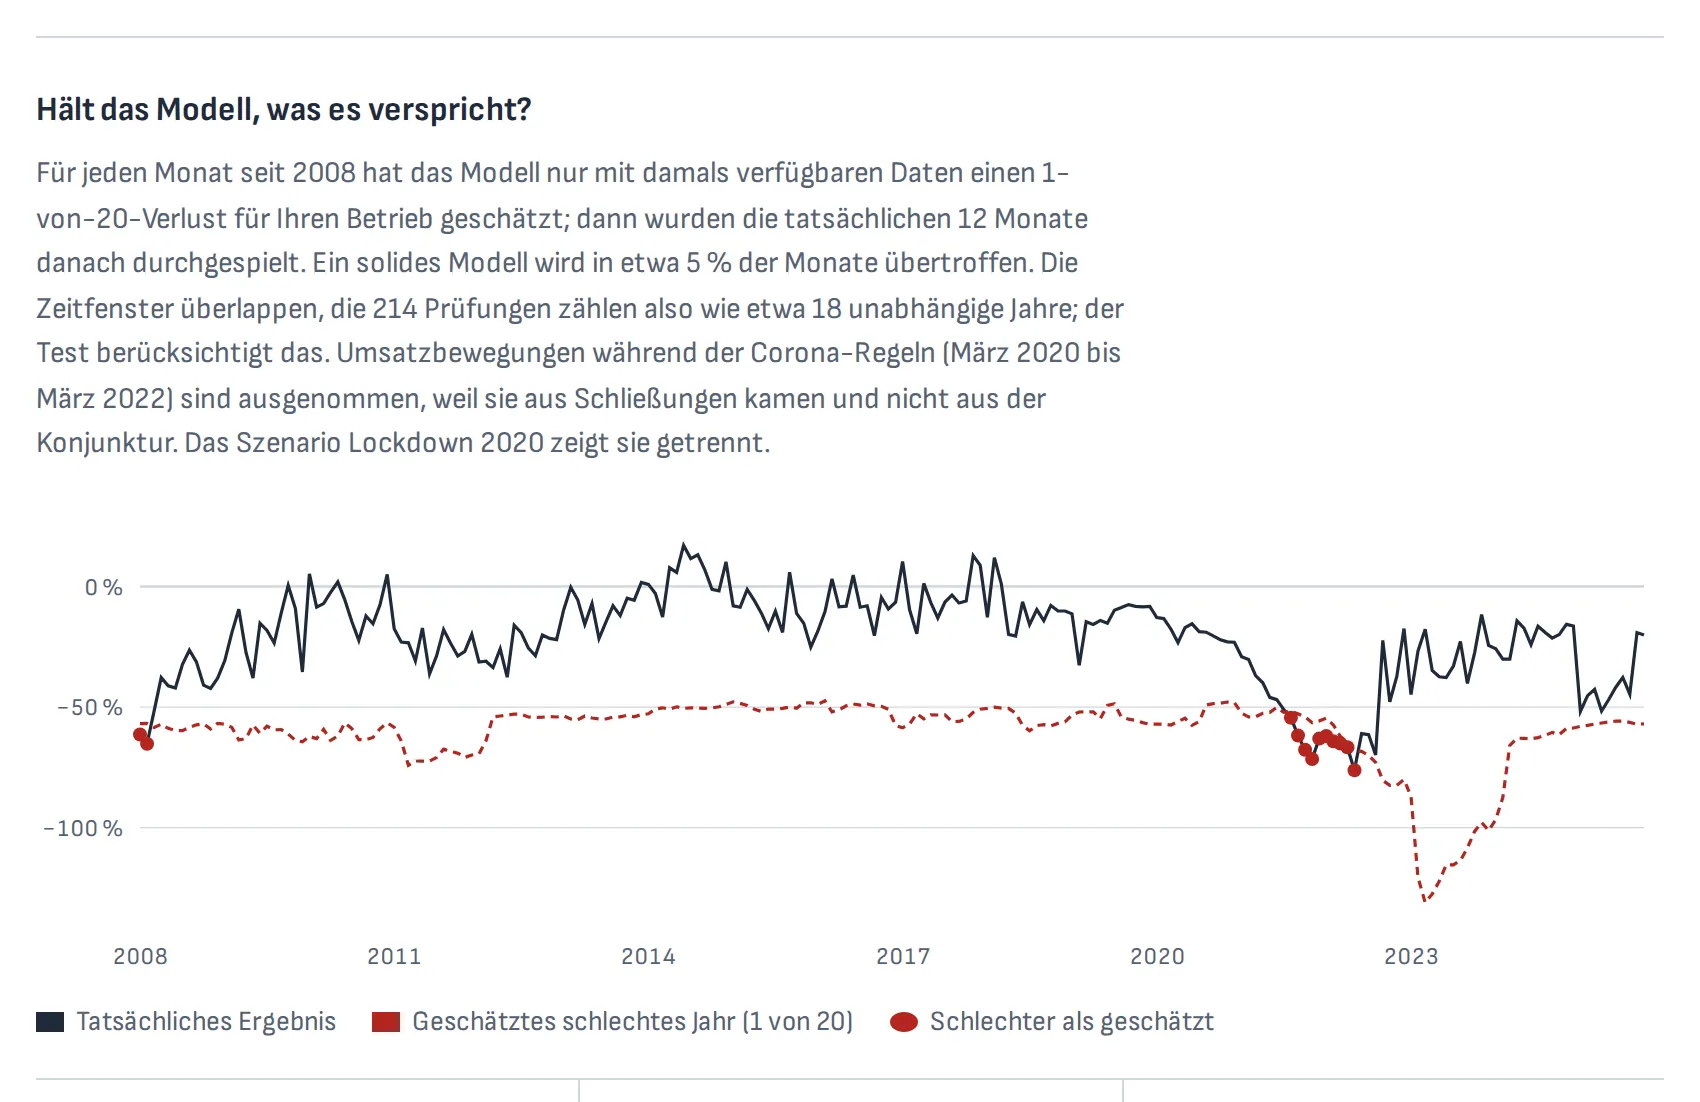 Hält das Modell, was es verspricht?
Für jeden Monat seit 2008 hat das Modell nur mit damals verfügbaren Daten einen 1-
von-20-Verlust für Ihren Betrieb geschätzt; dann wurden die tatsächlichen 12 Monate
danach durchgespielt. Ein solides Modell wird in etwa 5 % der Monate übertroffen. Die
Zeitfenster überlappen, die 214 Prüfungen zählen also wie etwa 18 unabhängige Jahre; der
Test berücksichtigt das. Umsatzbewegungen während der Corona-Regeln (März 2020 bis
März 2022) sind ausgenommen, weil sie aus Schließungen kamen und nicht aus der
Konjunktur. Das Szenario Lockdown 2020 zeigt sie getrennt.
0 %
−50 %
−100 %
2008 2011 2014 2017 2020 2023
Tatsächliches Ergebnis Geschätztes schlechtes Jahr (1 von 20) Schlechter als geschätzt